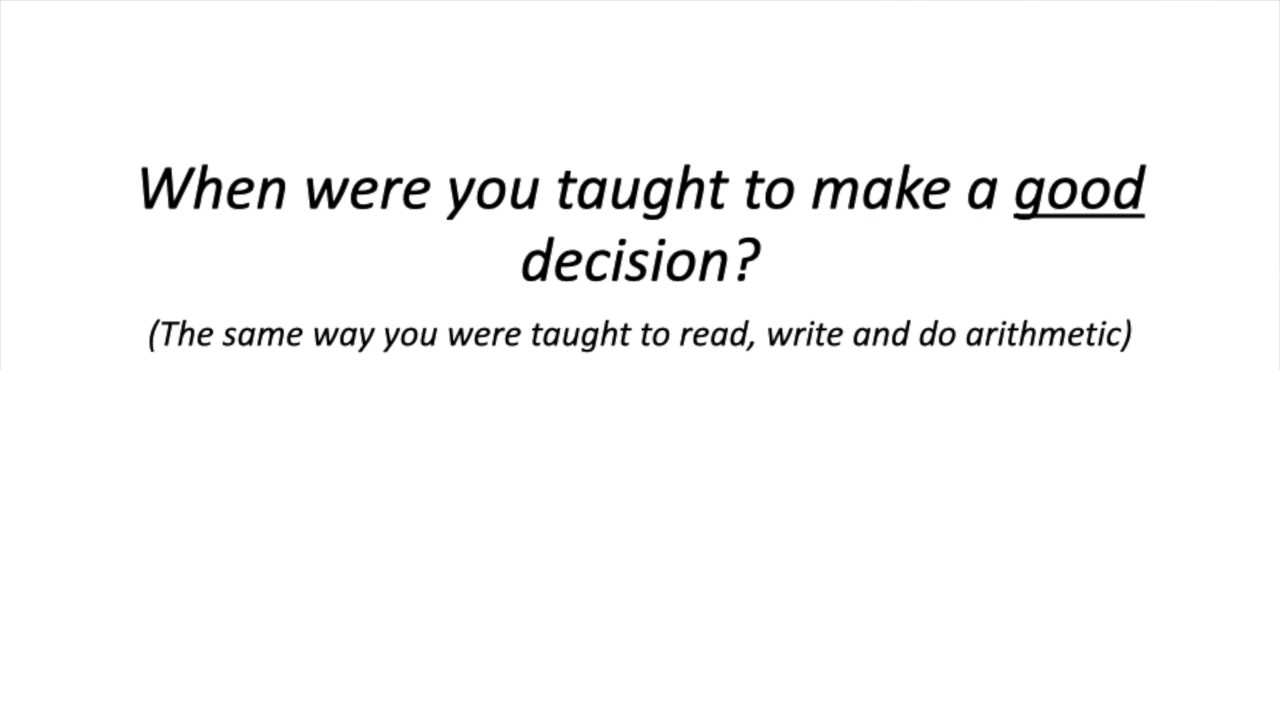 When were you taught to make a good
decision?
(The same way you were taught to read, write and do arithmetic)